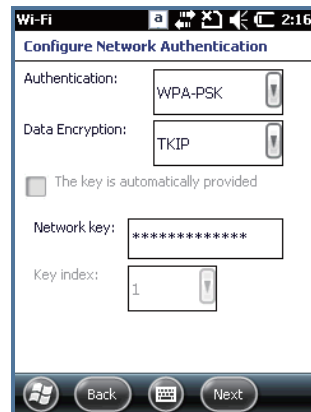 Wi-Fi a 2:16
Configure Network Authentication
Authentication: WPA-PSK
Data Encryption: TKIP
The key is automatically provided
Network key: *************
Key index: 1
Back Next